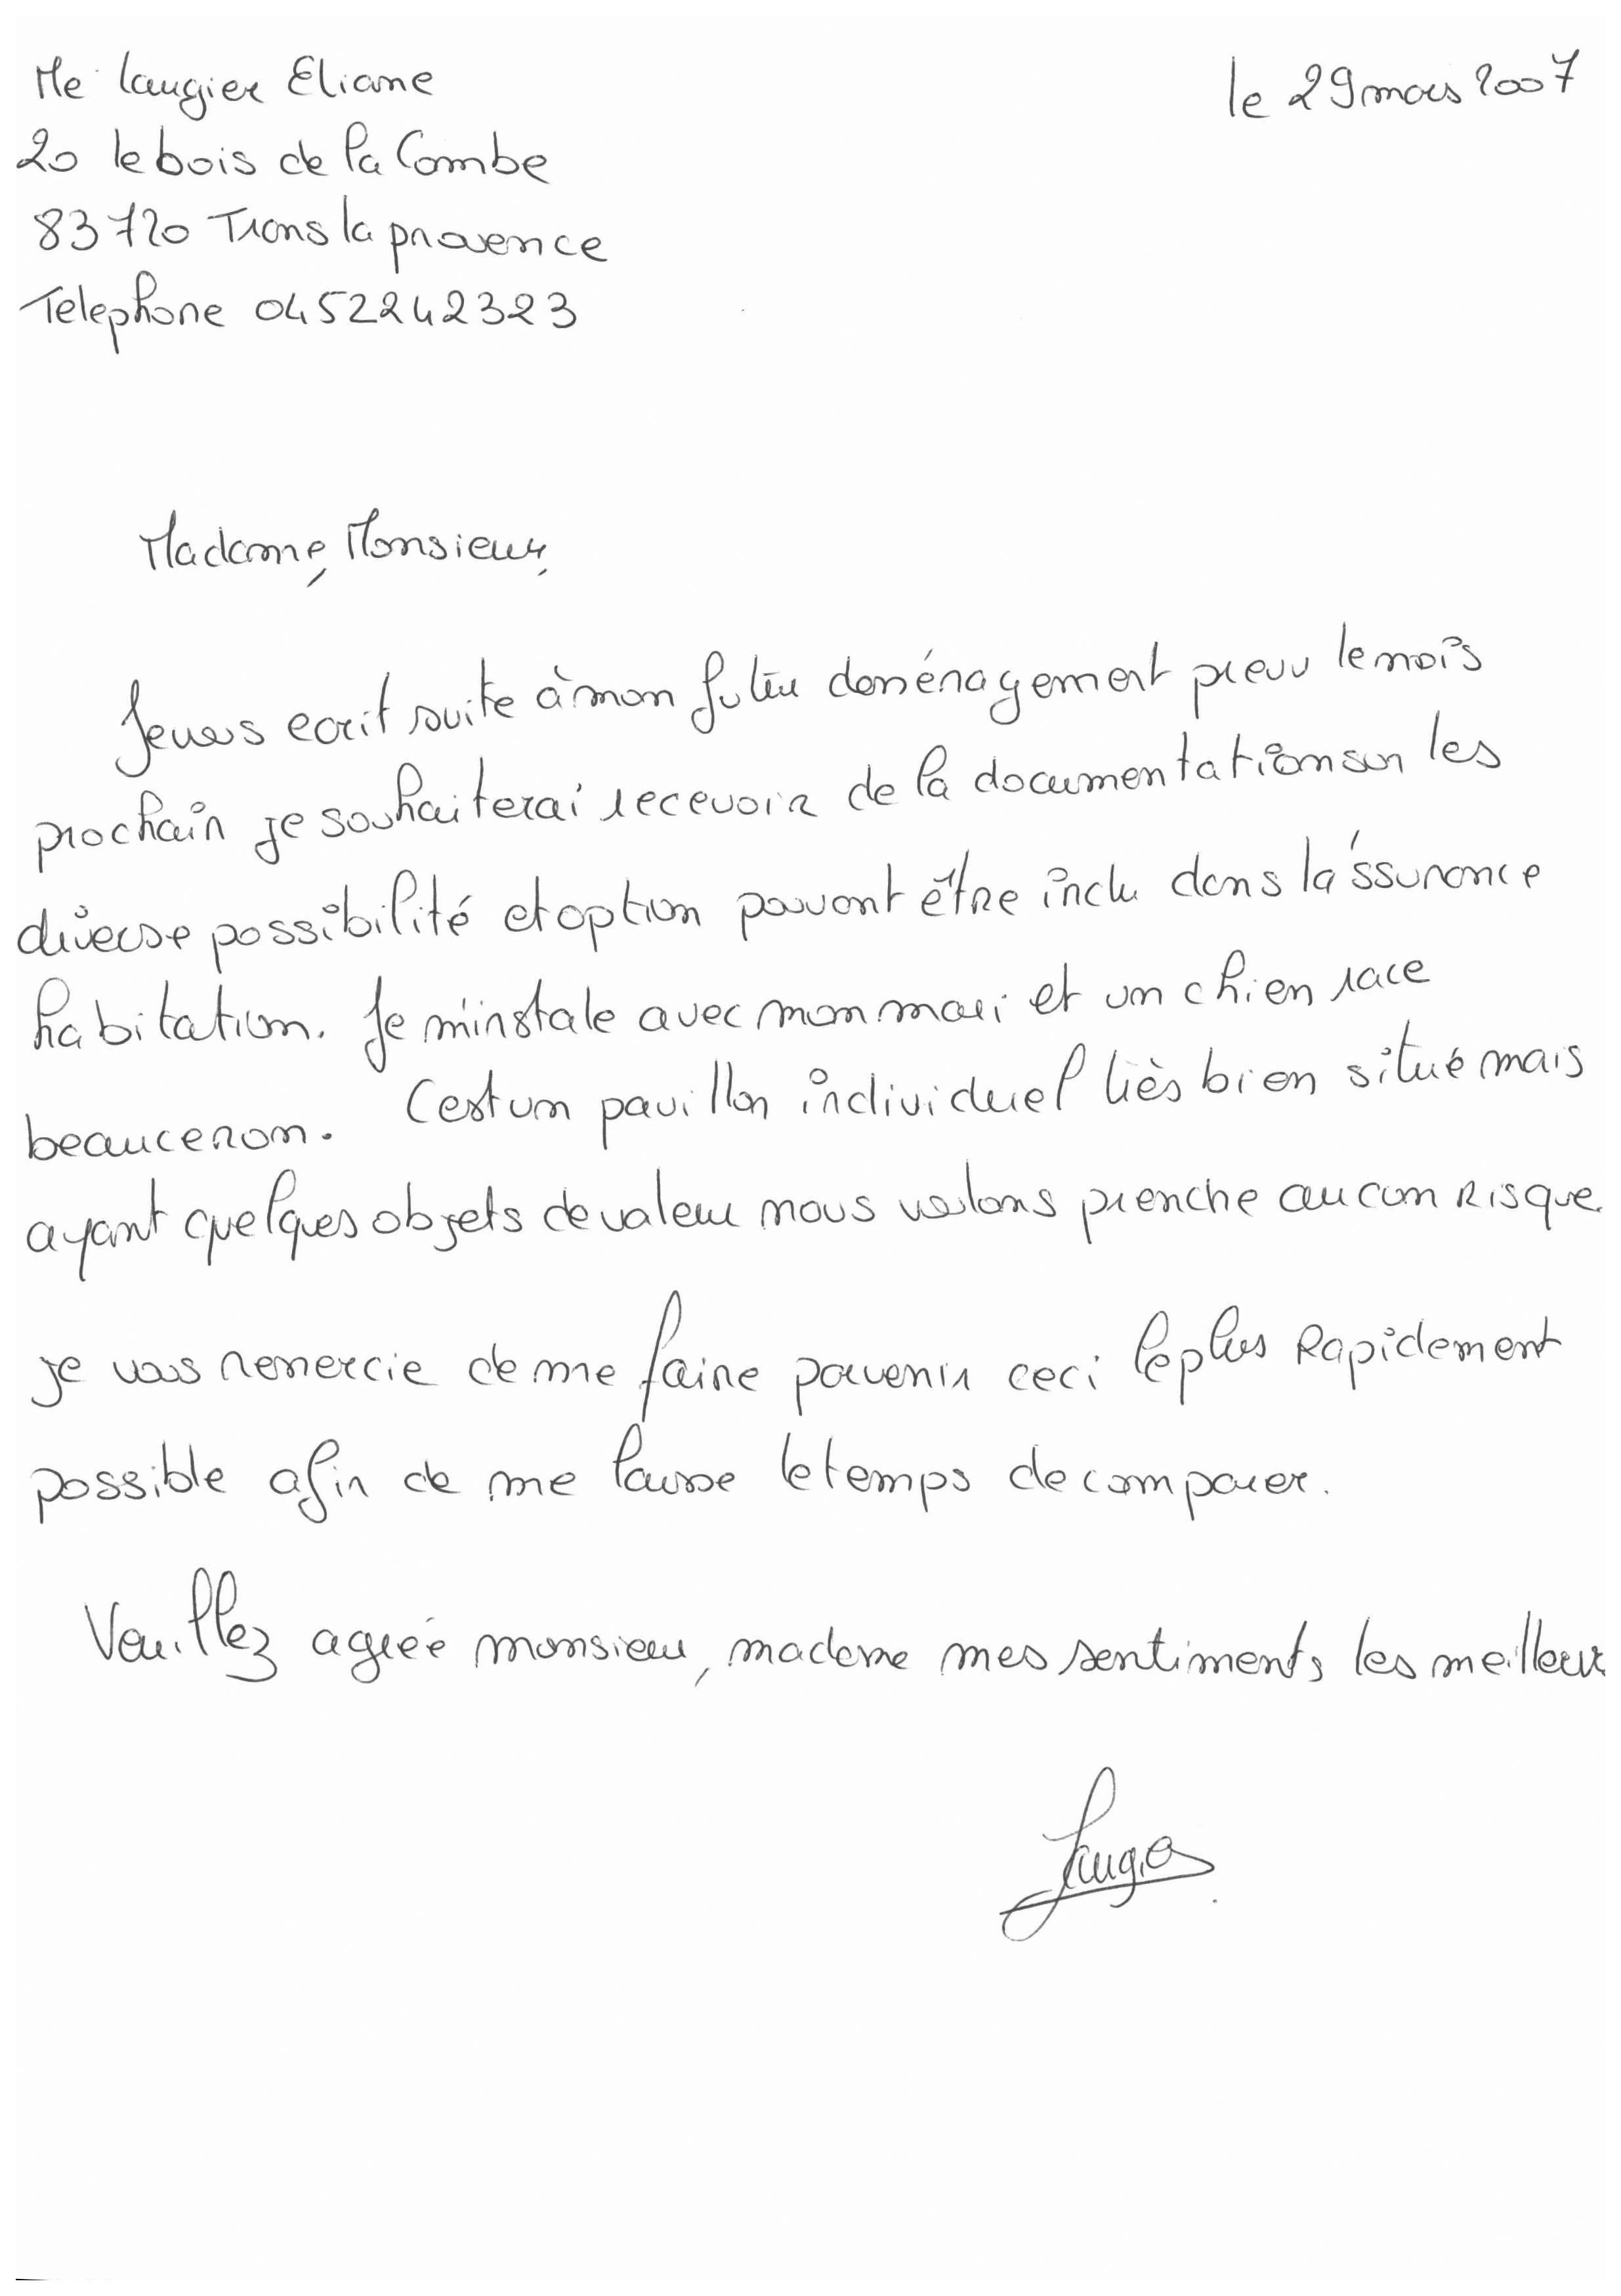 Me Laugier Eliane
le 29 mars 2007
20 le bois de la Combe
83720 Trans la provence
Telephone 0452242323
Madame, Monsieur,
Je vous ecrit suite à mon futur doménagement prevu le mois
prochain je souhaiterai recevoir de la documentation sur les
diverse possibilité et option pouvant être inclu dans la'ssurance
habitation. Je m'instale avec mon mari et un chien race
beauceron. C'est un pavillon individuel très bien situé mais
ayant quelques objets de valeur nous voulons prendre aucun risque.
je vous remercie de me faire parvenir ceci le plus rapidement
possible afin de me laisse le temps de comparer.
Veuillez agréé monsieur, madame mes sentiments les meilleur
Laugier